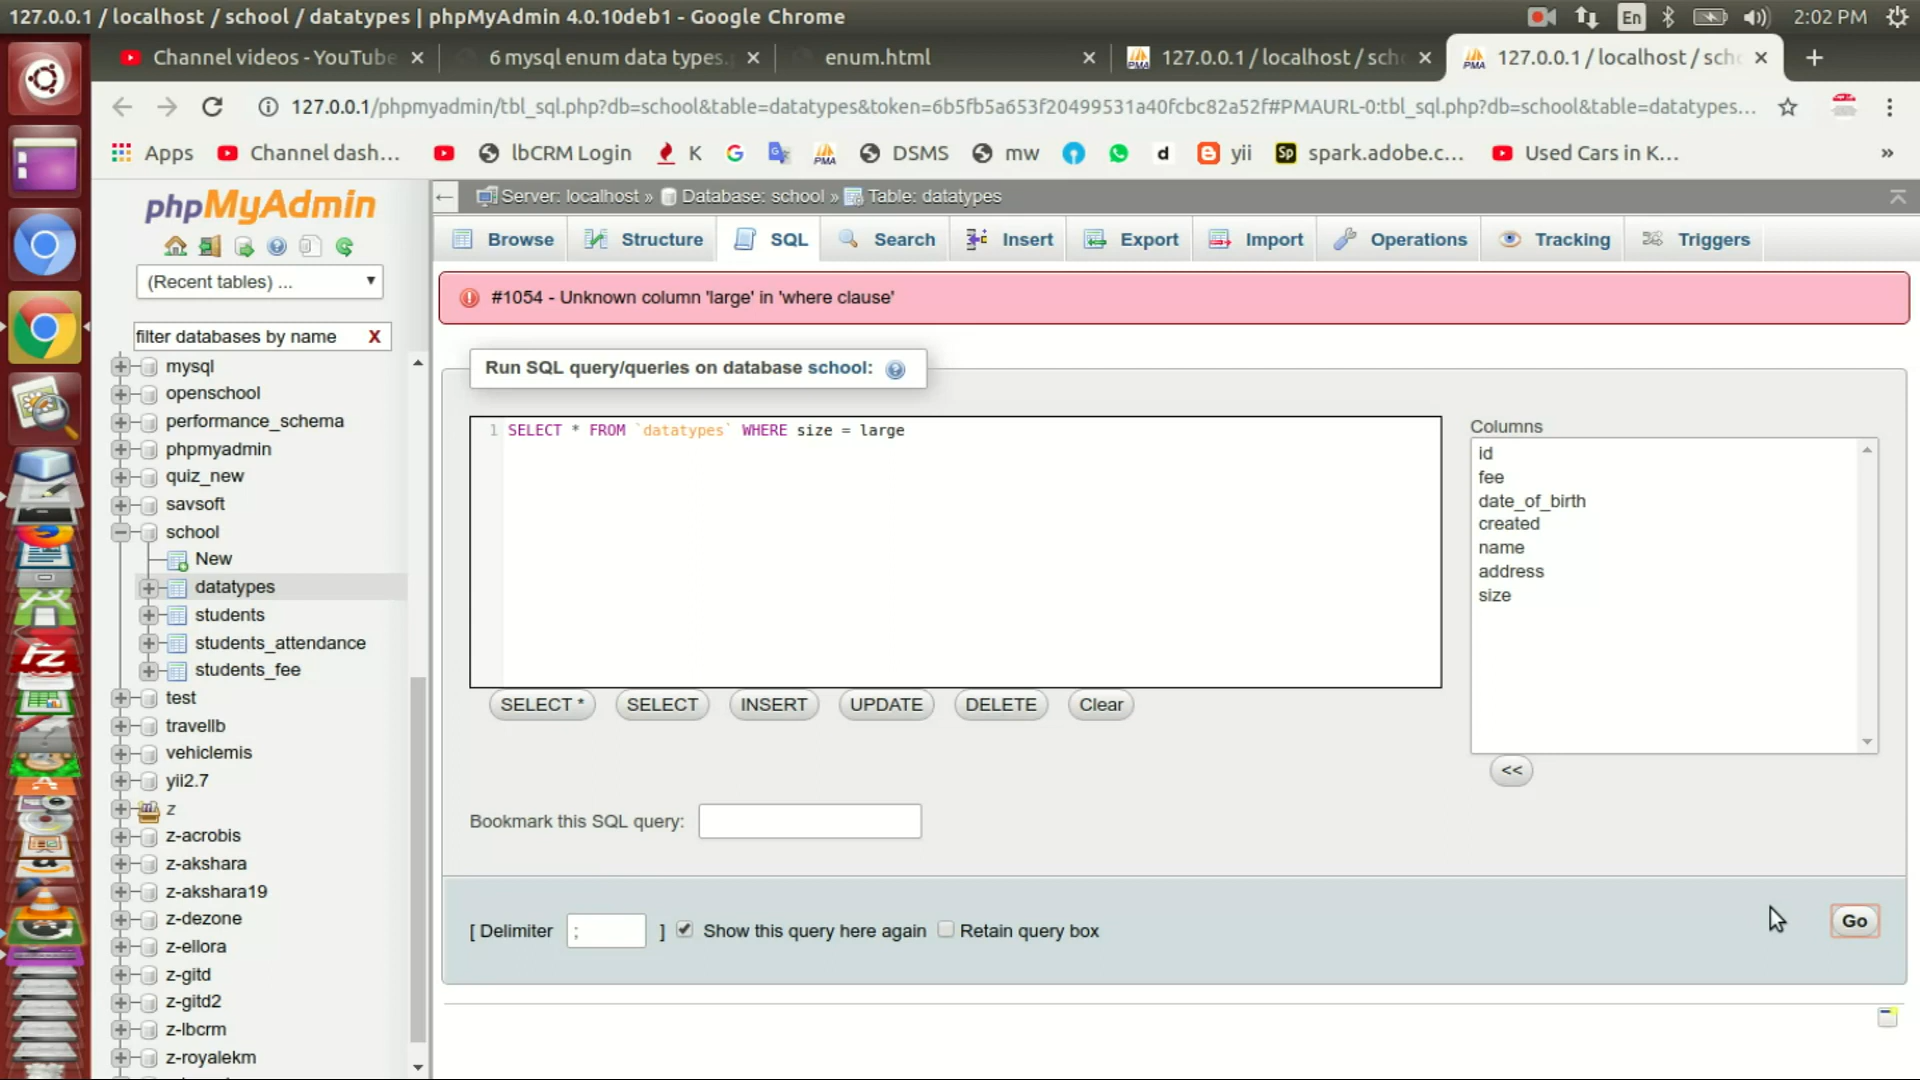 127.0.0.1 / localhost / school / datatypes | phpMyAdmin 4.0.10deb1 - Google Chrome
En
2:02 PM
Channel videos - YouTube
6 mysql enum data types.
enum.html
127.0.0.1 / localhost / scho
127.0.0.1 / localhost / scho
127.0.0.1/phpmyadmin/tbl_sql.php?db=school&table=datatypes&token=6b5fb5a653f20499531a40fcbc82a52f#PMAURL-0:tbl_sql.php?db=school&table=datatypes...
Apps
Channel dash...
lbCRM Login
K
PMA
DSMS
mw
d
yii
Sp
spark.adobe.c...
Used Cars in K...
»
phpMyAdmin
(Recent tables) ...
filter databases by name X
mysql
openschool
performance_schema
phpmyadmin
quiz_new
savsoft
school
New
datatypes
students
students_attendance
students_fee
test
travellb
vehiclemis
yii2.7
z
z-acrobis
z-akshara
z-akshara19
z-dezone
z-ellora
z-gitd
z-gitd2
z-lbcrm
z-royalekm
Server: localhost » Database: school » Table: datatypes
Browse
Structure
SQL
Search
Insert
Export
Import
Operations
Tracking
Triggers
#1054 - Unknown column 'large' in 'where clause'
Run SQL query/queries on database school:
1 SELECT * FROM `datatypes` WHERE size = large
Columns
id
fee
date_of_birth
created
name
address
size
SELECT *
SELECT
INSERT
UPDATE
DELETE
Clear
<<
Bookmark this SQL query:
[ Delimiter ; ] Show this query here again Retain query box
Go